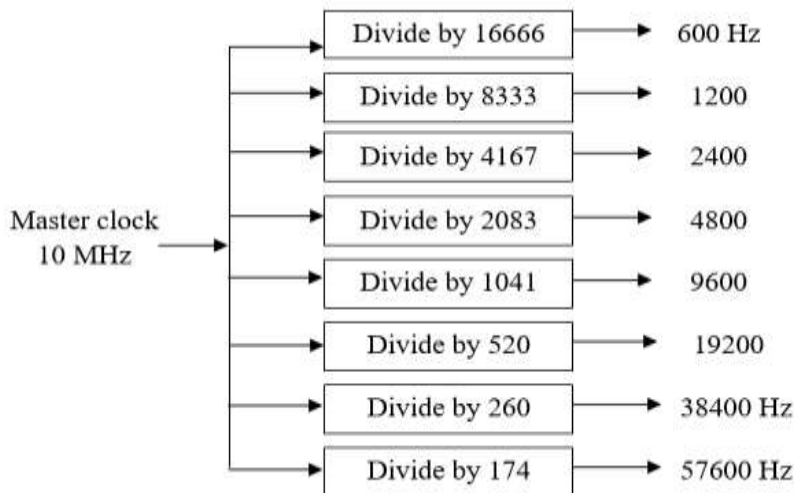 Divide by 16666 600 Hz
Divide by 8333 1200
Divide by 4167 2400
Divide by 2083 4800
Master clock
10 MHz
Divide by 1041 9600
Divide by 520 19200
Divide by 260 38400 Hz
Divide by 174 57600 Hz